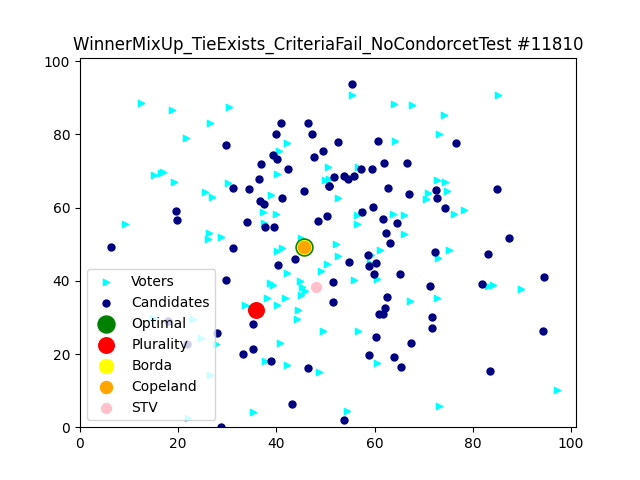 WinnerMixUp_TieExists_CriteriaFail_NoCondorcetTest #11810
100
80
60
40
20
0
Voters
Candidates
Optimal
Plurality
Borda
Copeland
STV
0 20 40 60 80 100